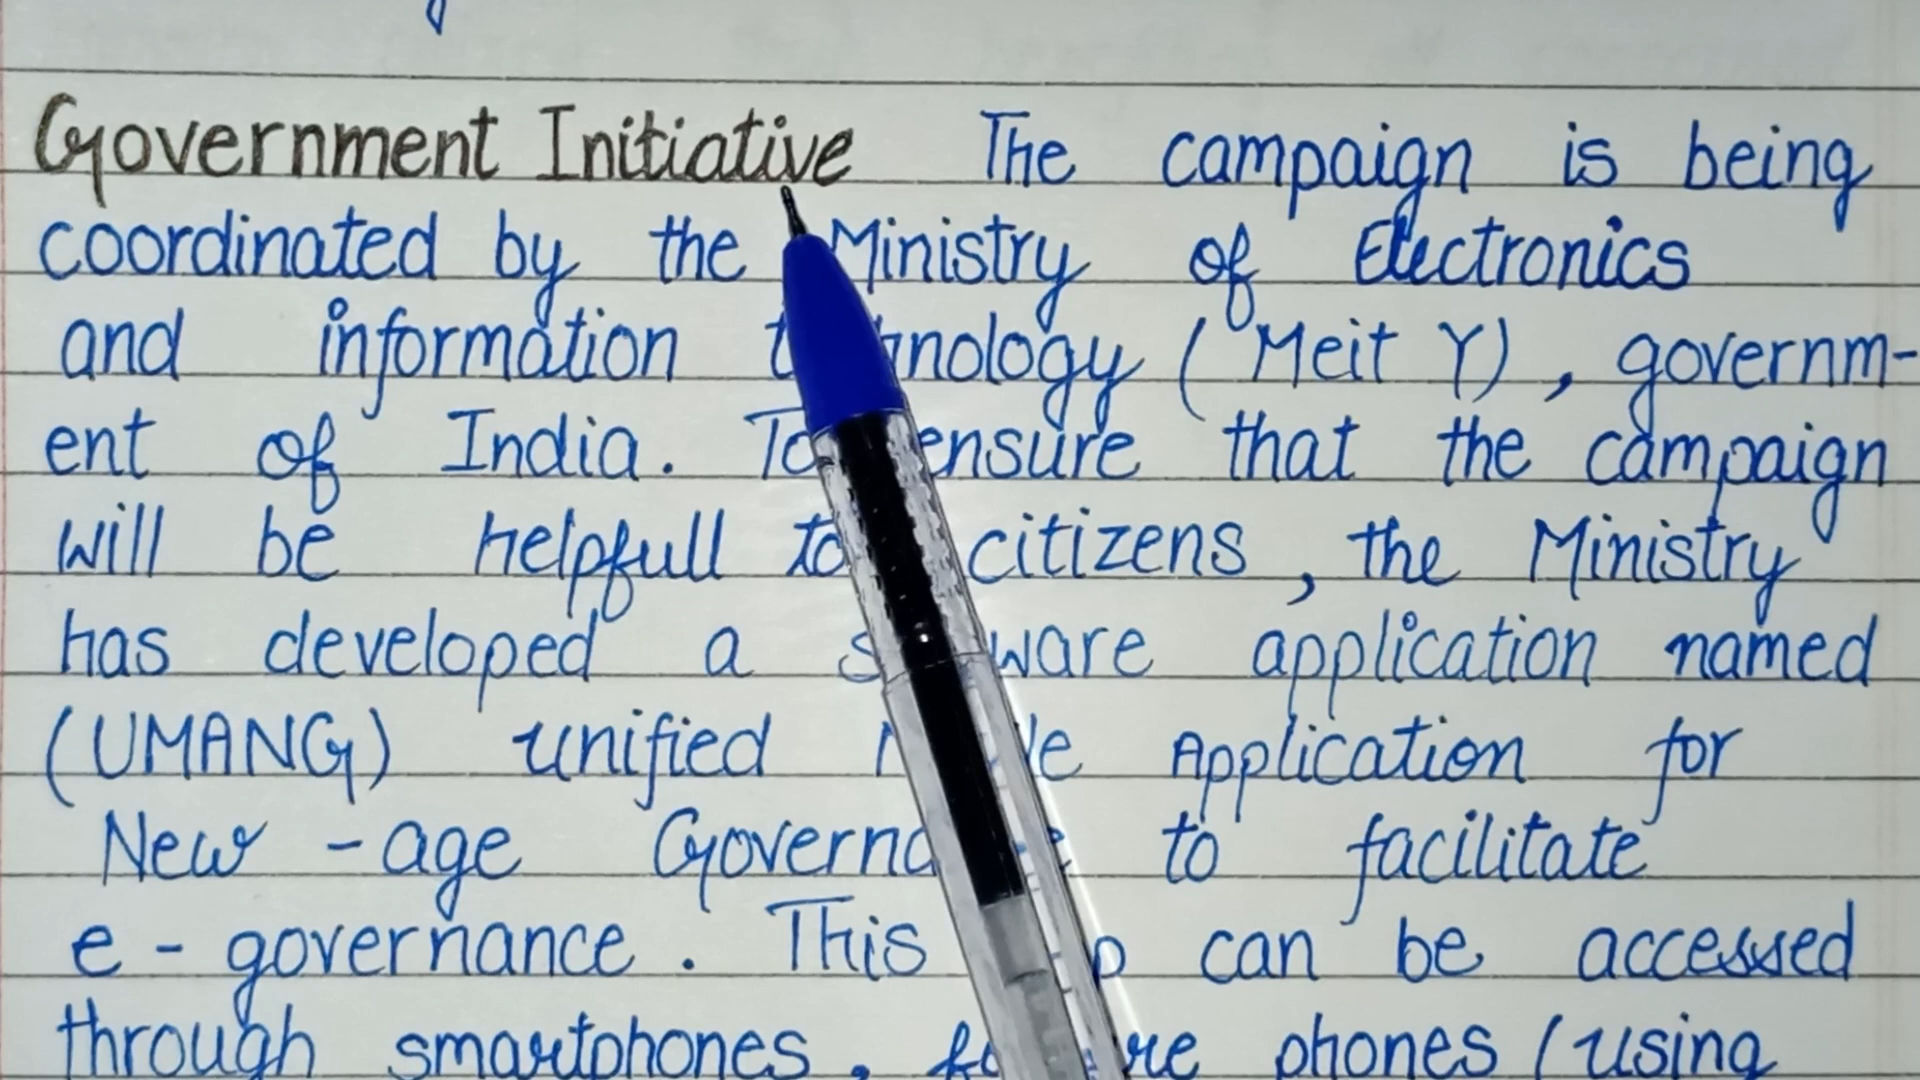 Government Initiative The campaign is being
coordinated by the Ministry of Electronics
and information (Meit Y), governm-
ent of India. To ensure that the campaign
will be helpfull to citizens, the Ministry
has developed a application named
(UMANG) unified Application for
New-age to facilitate
e-governance. This can be accessed
through smartphones, phones (using